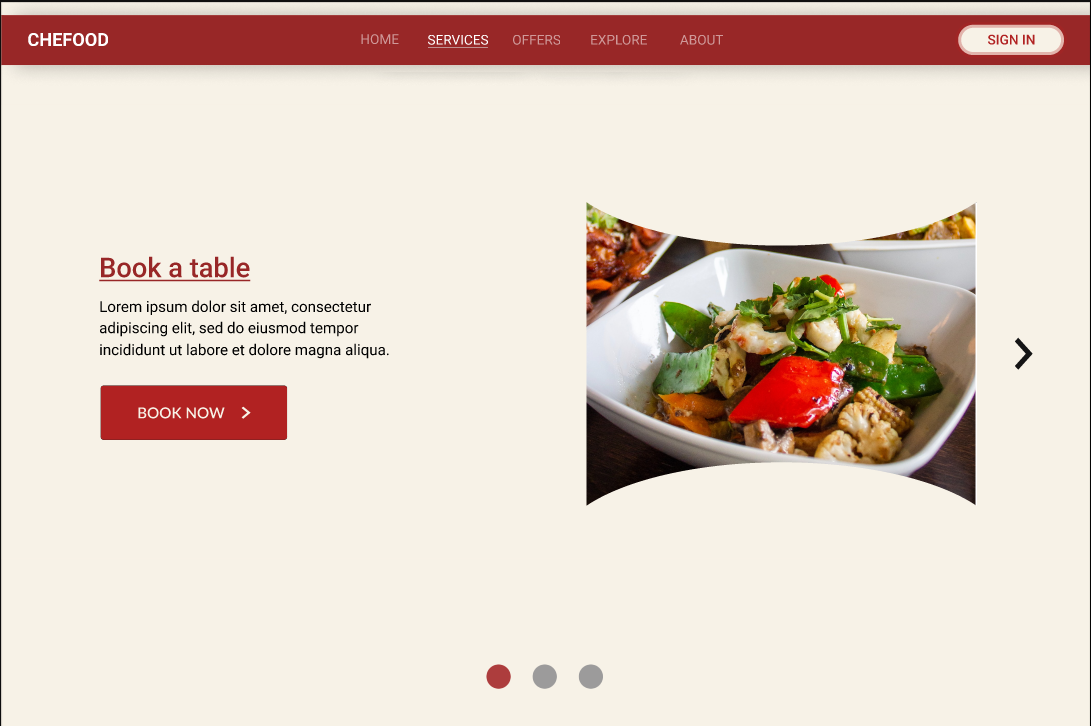 CHEFOOD
HOME SERVICES OFFERS EXPLORE ABOUT
SIGN IN
Book a table
Lorem ipsum dolor sit amet, consectetur
adipiscing elit, sed do eiusmod tempor
incididunt ut labore et dolore magna aliqua.
BOOK NOW